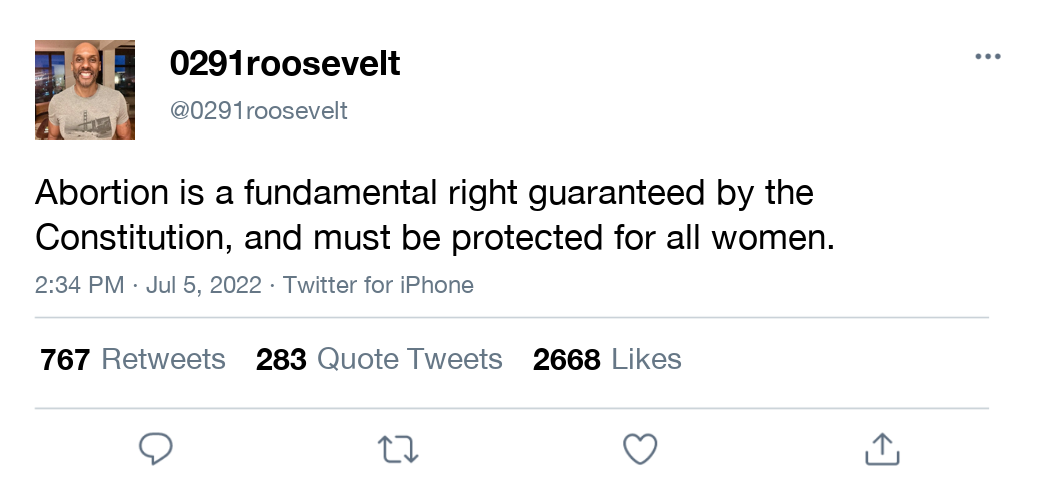 0291roosevelt
@0291roosevelt
Abortion is a fundamental right guaranteed by the
Constitution, and must be protected for all women.
2:34 PM · Jul 5, 2022 · Twitter for iPhone
767 Retweets 283 Quote Tweets 2668 Likes